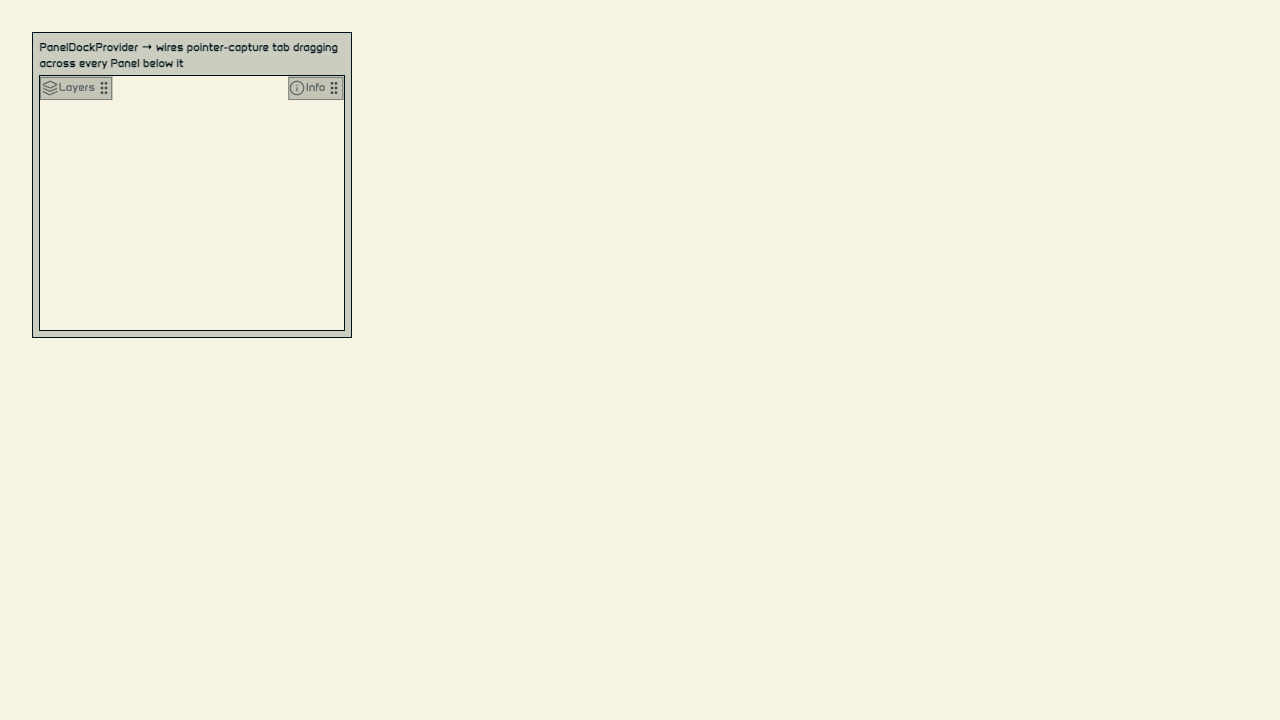 PanelDockProvider → wires pointer-capture tab dragging
across every Panel below it
Layers
Info